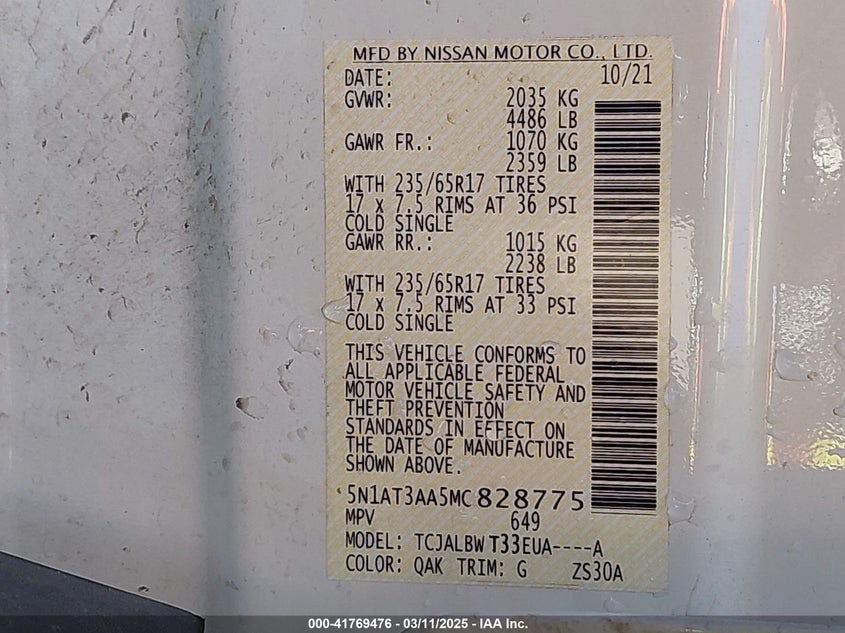 MFD BY NISSAN MOTOR CO., LTD.
DATE: 10/21
GVWR: 2035 KG
4486 LB
GAWR FR.: 1070 KG
2359 LB
WITH 235/65R17 TIRES
17 x 7.5 RIMS AT 36 PSI
COLD SINGLE
GAWR RR.: 1015 KG
2238 LB
WITH 235/65R17 TIRES
17 x 7.5 RIMS AT 33 PSI
COLD SINGLE
THIS VEHICLE CONFORMS TO
ALL APPLICABLE FEDERAL
MOTOR VEHICLE SAFETY AND
THEFT PREVENTION
STANDARDS IN EFFECT ON
THE DATE OF MANUFACTURE
SHOWN ABOVE.
5N1AT3AA5MC828775
MPV 649
MODEL: TCJALBW T33EUA----A
COLOR: QAK TRIM: G ZS30A
000-41769476 - 03/11/2025 - IAA Inc.